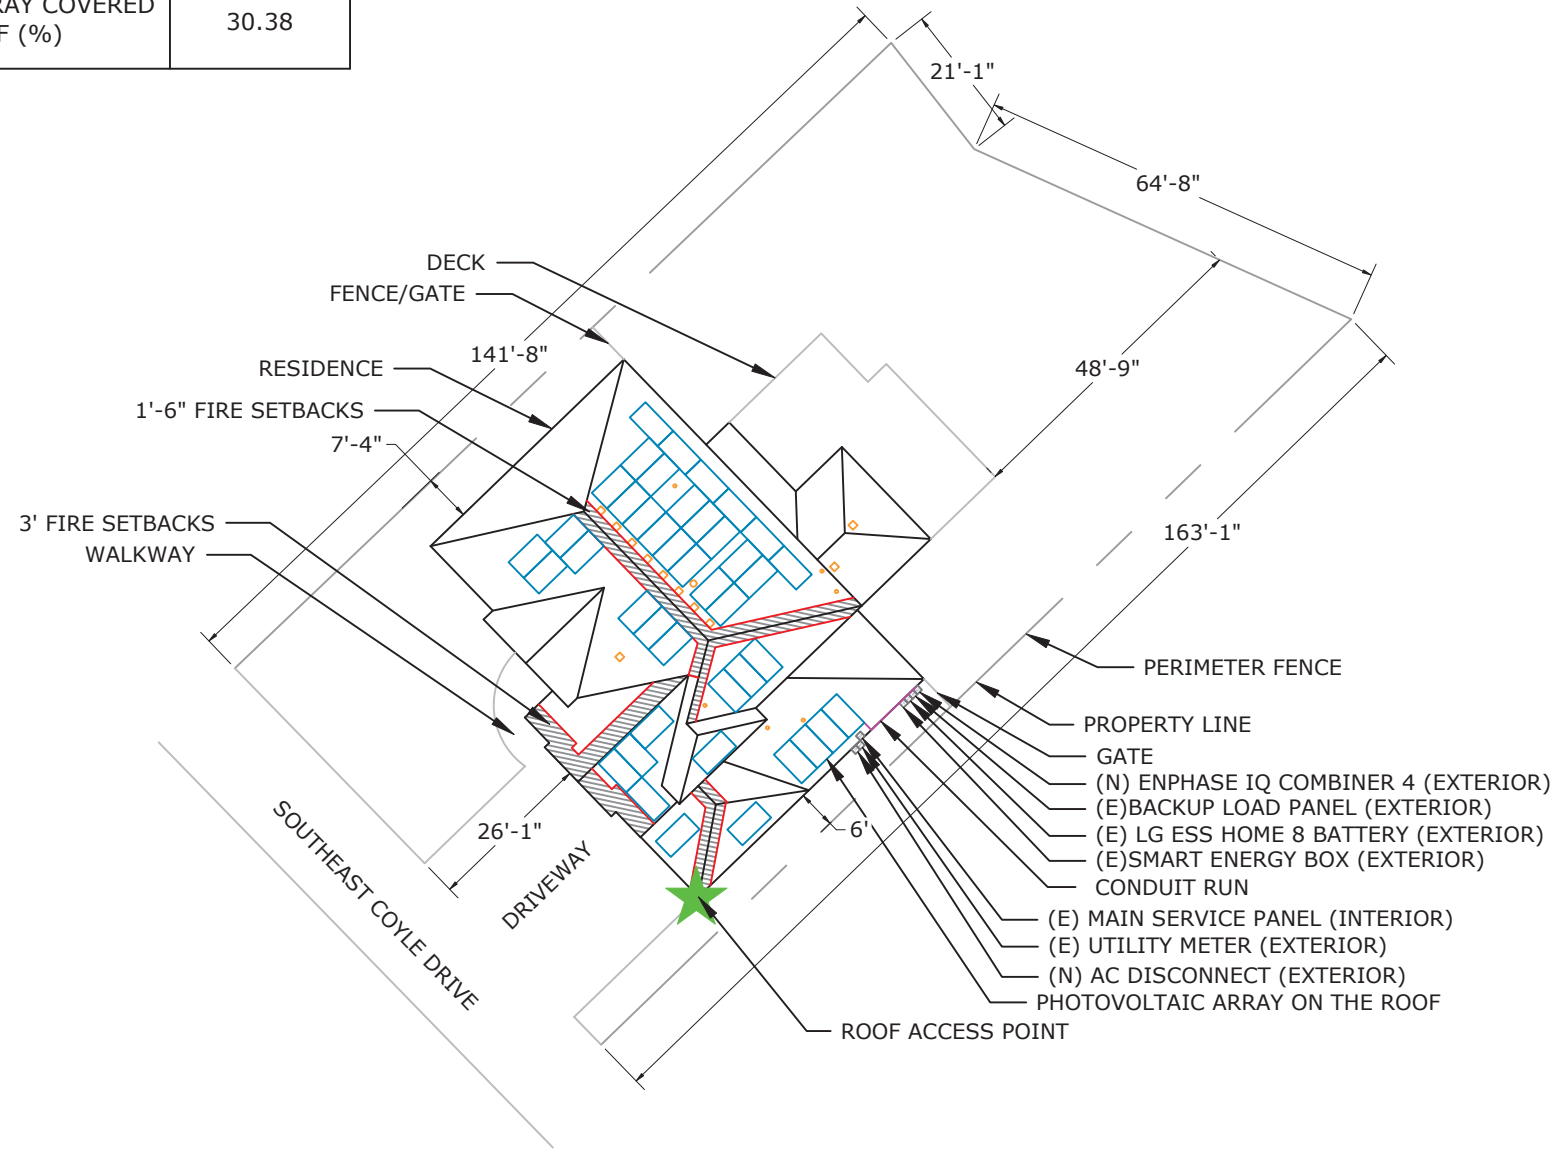 RAY COVERED
F (%)
30.38
21'-1"
64'-8"
DECK
FENCE/GATE
141'-8"
RESIDENCE
48'-9"
1'-6" FIRE SETBACKS
7'-4"
3' FIRE SETBACKS
WALKWAY
163'-1"
PERIMETER FENCE
PROPERTY LINE
GATE
(N) ENPHASE IQ COMBINER 4 (EXTERIOR)
(E)BACKUP LOAD PANEL (EXTERIOR)
(E) LG ESS HOME 8 BATTERY (EXTERIOR)
(E)SMART ENERGY BOX (EXTERIOR)
CONDUIT RUN
26'-1"
6'
SOUTHEAST COYLE DRIVE
DRIVEWAY
(E) MAIN SERVICE PANEL (INTERIOR)
(E) UTILITY METER (EXTERIOR)
(N) AC DISCONNECT (EXTERIOR)
PHOTOVOLTAIC ARRAY ON THE ROOF
ROOF ACCESS POINT